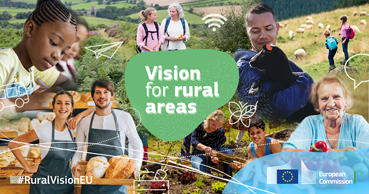 Vision
for rural
areas
#RuralVisionEU
European
Commission